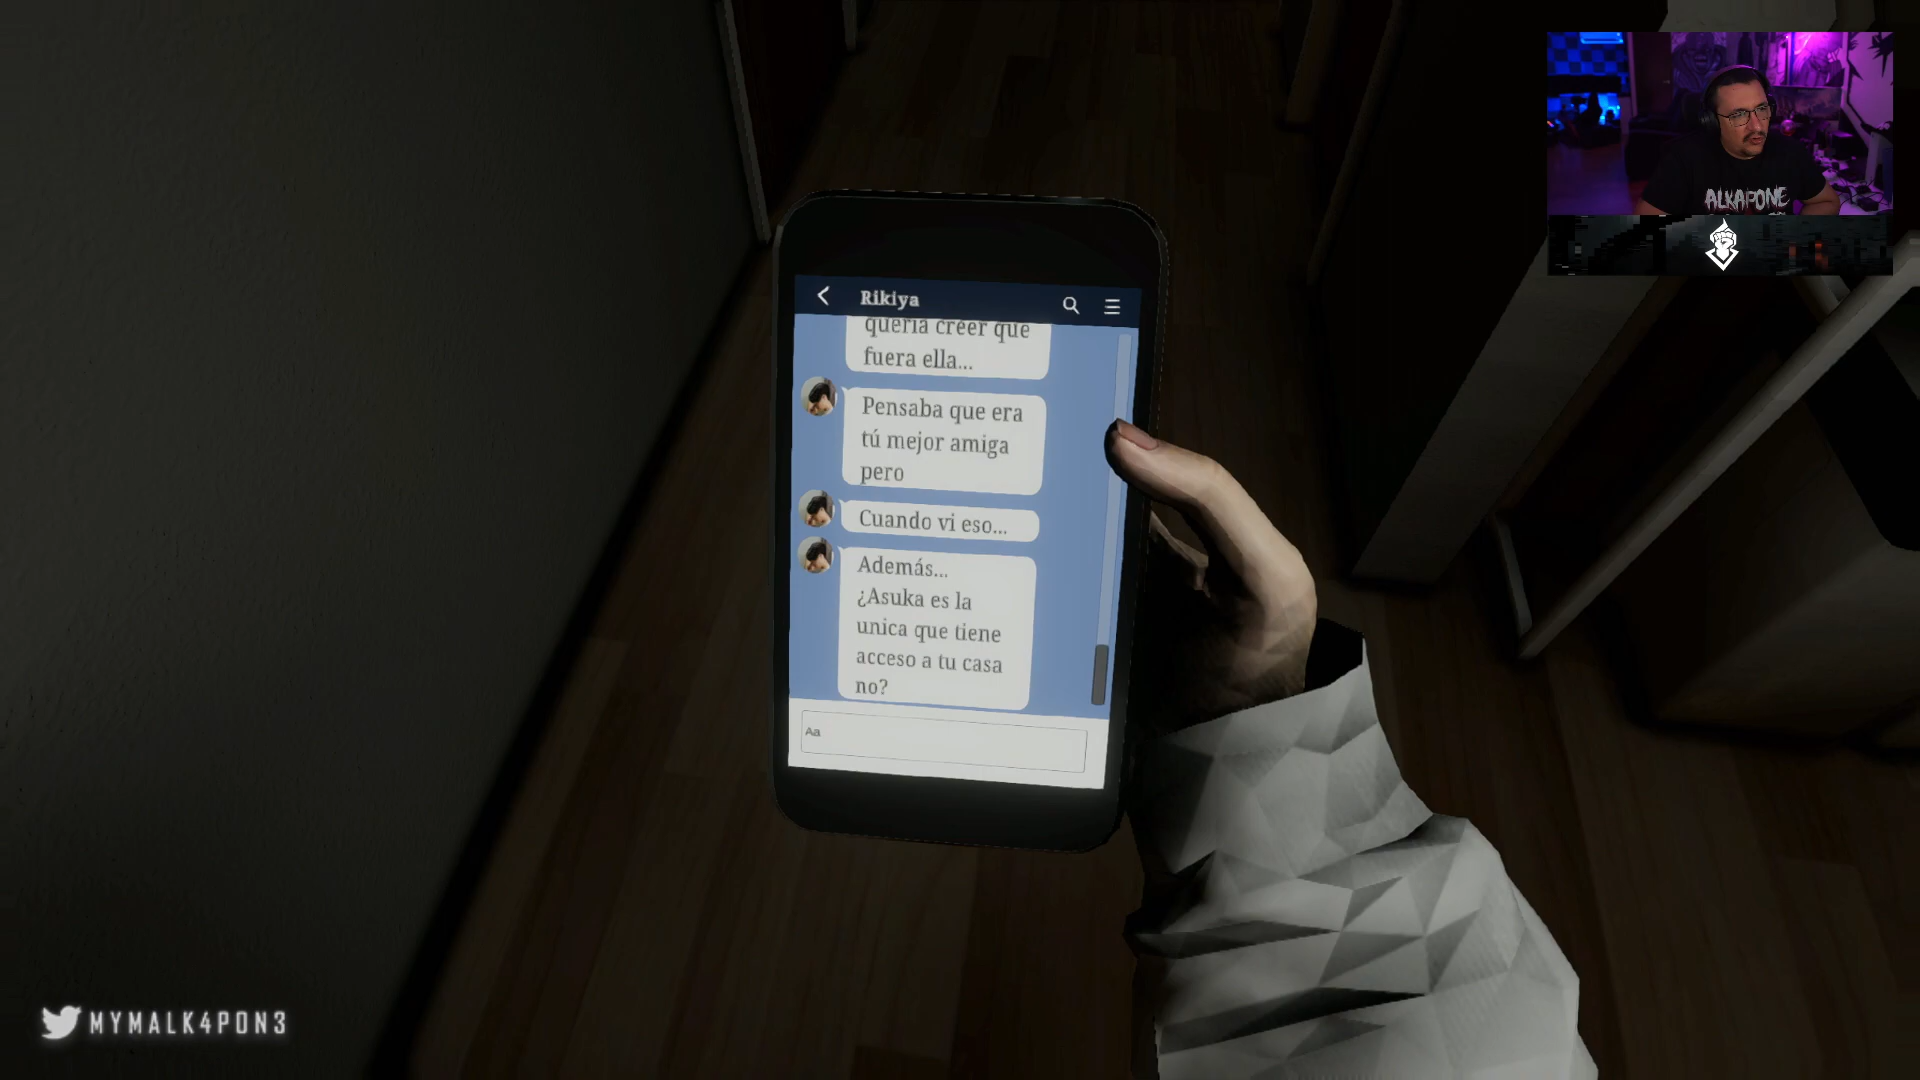 Rikiya
quería creer que
fuera ella...
Pensaba que era
tú mejor amiga
pero
Cuando vi eso...
Además...
¿Asuka es la
unica que tiene
acceso a tu casa
no?
Aa
ALKAPONE
MYMALK4PON3